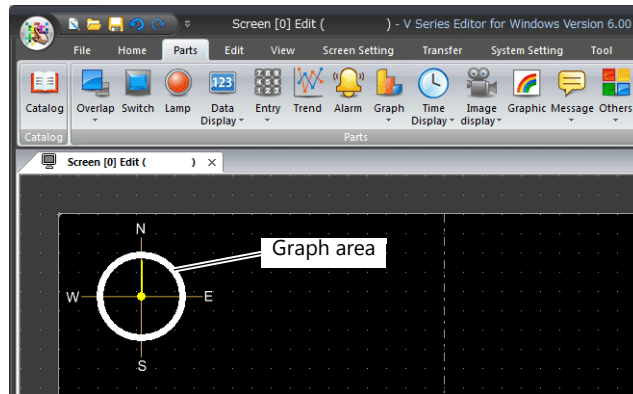 Screen [0] Edit ( ) - V Series Editor for Windows Version 6.00
File Home Parts Edit View Screen Setting Transfer System Setting Tool
123
Catalog Overlap Switch Lamp Data Display Entry Trend Alarm Graph Time Display Image display Graphic Message Others
Catalog Parts
Screen [0] Edit ( ) ×
N
Graph area
W E
S